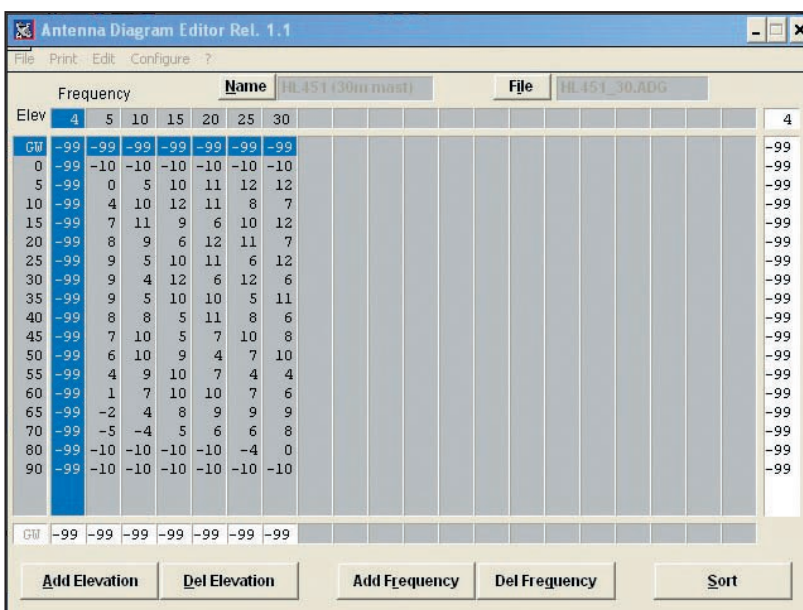 Antenna Diagram Editor Rel. 1.1
File Print Edit Configure ?
Name HL451 (30m mast) File HL451_30.ADG
Frequency
Elev 4 5 10 15 20 25 30 4
GW -99 -99 -99 -99 -99 -99 -99 -99
0 -99 -10 -10 -10 -10 -10 -10 -99
5 -99 0 5 10 11 12 12 -99
10 -99 4 10 12 11 8 7 -99
15 -99 7 11 9 6 10 12 -99
20 -99 8 9 6 12 11 7 -99
25 -99 9 5 10 11 6 12 -99
30 -99 9 4 12 6 12 6 -99
35 -99 9 5 10 10 5 11 -99
40 -99 8 8 5 11 8 6 -99
45 -99 7 10 5 7 10 8 -99
50 -99 6 10 9 4 7 10 -99
55 -99 4 9 10 7 4 4 -99
60 -99 1 7 10 10 7 6 -99
65 -99 -2 4 8 9 9 9 -99
70 -99 -5 -4 5 6 6 8 -99
80 -99 -10 -10 -10 -10 -4 0 -99
90 -99 -10 -10 -10 -10 -10 -10 -99
GW -99 -99 -99 -99 -99 -99 -99
Add Elevation Del Elevation Add Frequency Del Frequency Sort